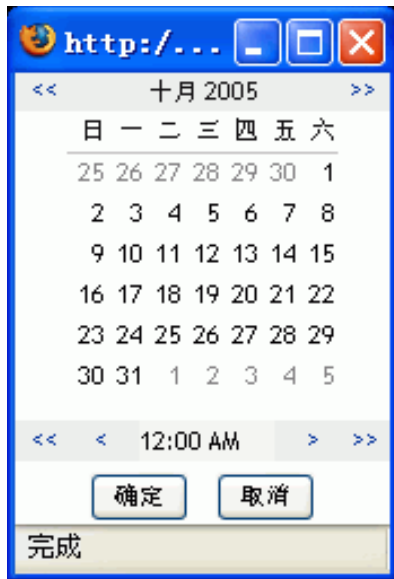 http:/...
<< 十月 2005 >>
日 一 二 三 四 五 六
25 26 27 28 29 30 1
2 3 4 5 6 7 8
9 10 11 12 13 14 15
16 17 18 19 20 21 22
23 24 25 26 27 28 29
30 31 1 2 3 4 5
<< < 12:00 AM > >>
确定 取消
完成